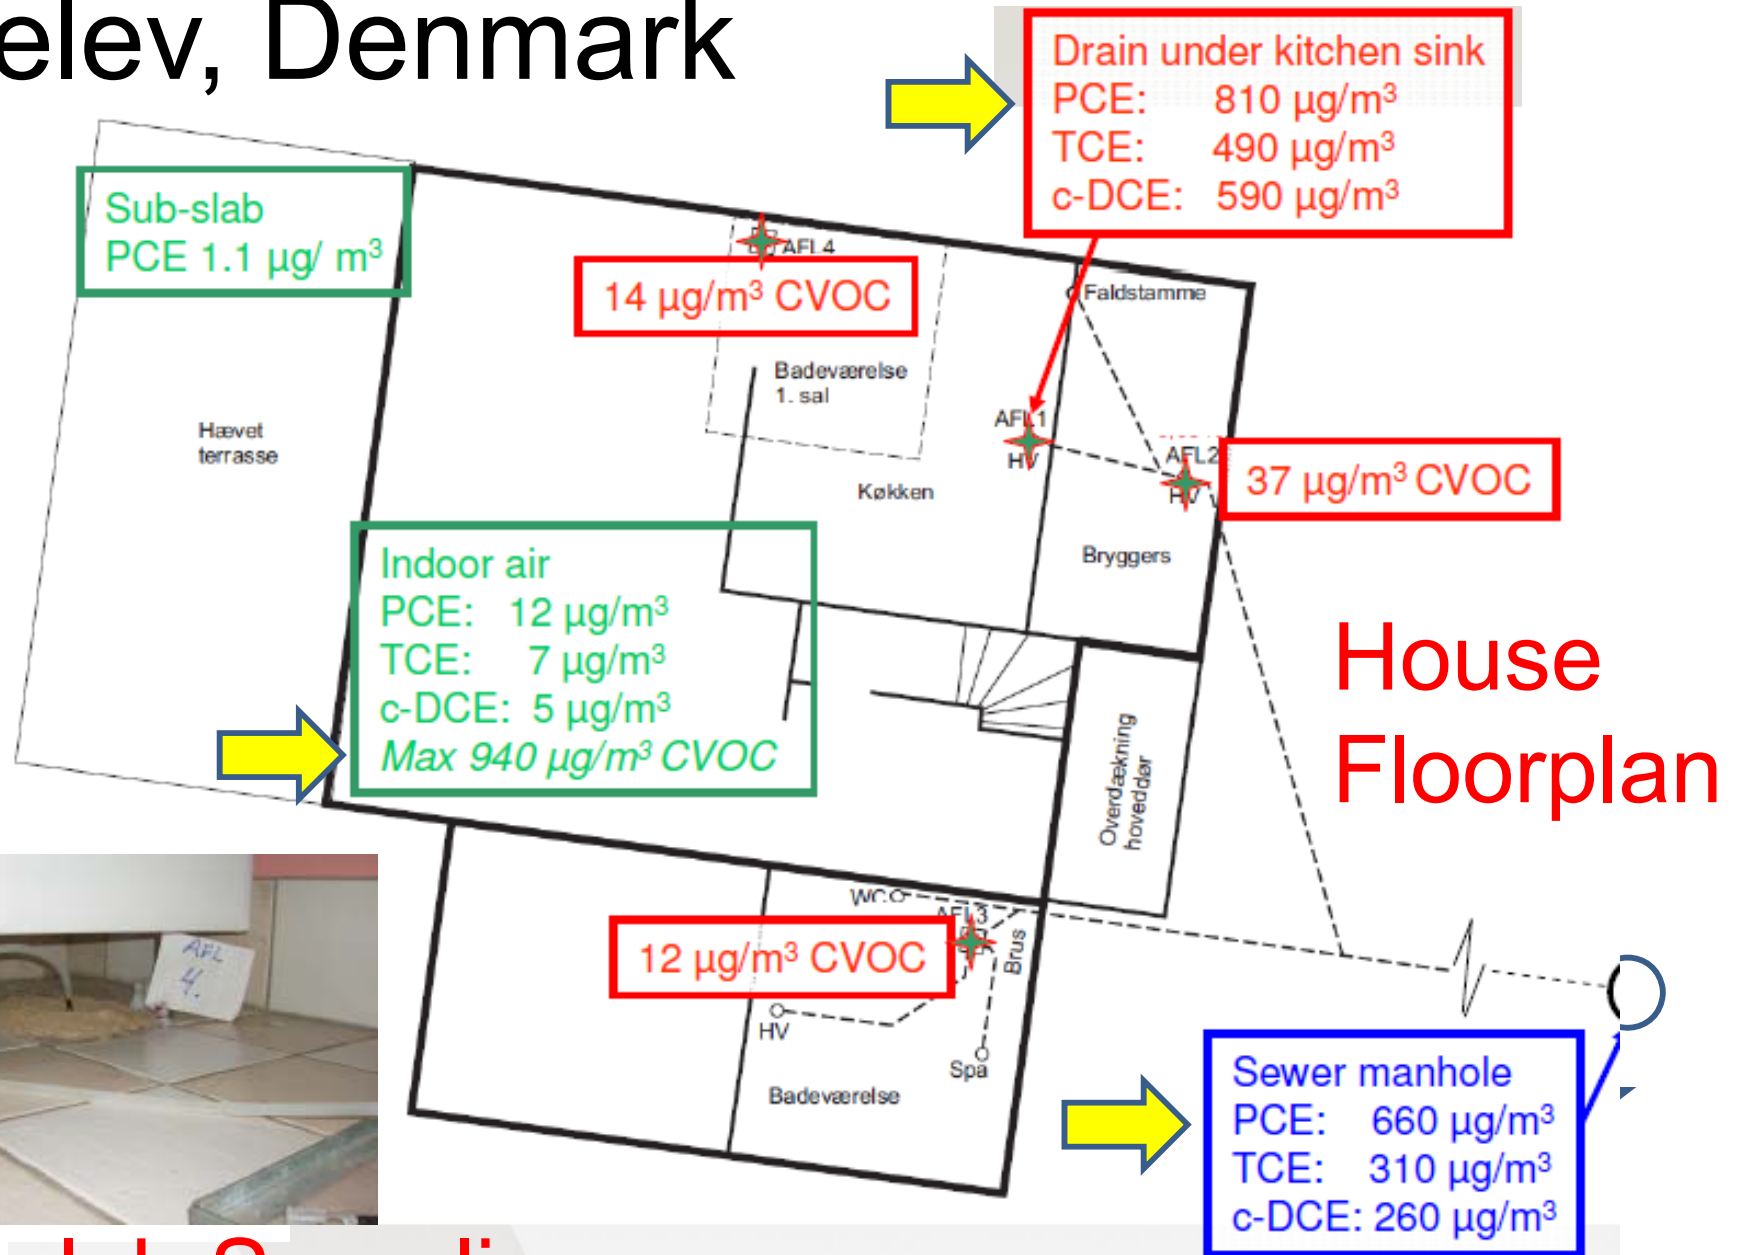 elev, Denmark
Drain under kitchen sink
PCE: 810 µg/m³
TCE: 490 µg/m³
c-DCE: 590 µg/m³
Sub-slab
PCE 1.1 µg/ m³
AFL4
14 µg/m³ CVOC
Faldstamme
Badeværelse
1. sal
AFL1
HV
AFL2
HV
37 µg/m³ CVOC
Hævet
terrasse
Køkken
Bryggers
Indoor air
PCE: 12 µg/m³
TCE: 7 µg/m³
c-DCE: 5 µg/m³
Max 940 µg/m³ CVOC
House
Floorplan
Overdækning
hoveddør
WC
AFL3
12 µg/m³ CVOC
Brus
HV
Spa
Badeværelse
AFL
4.
Sewer manhole
PCE: 660 µg/m³
TCE: 310 µg/m³
c-DCE: 260 µg/m³